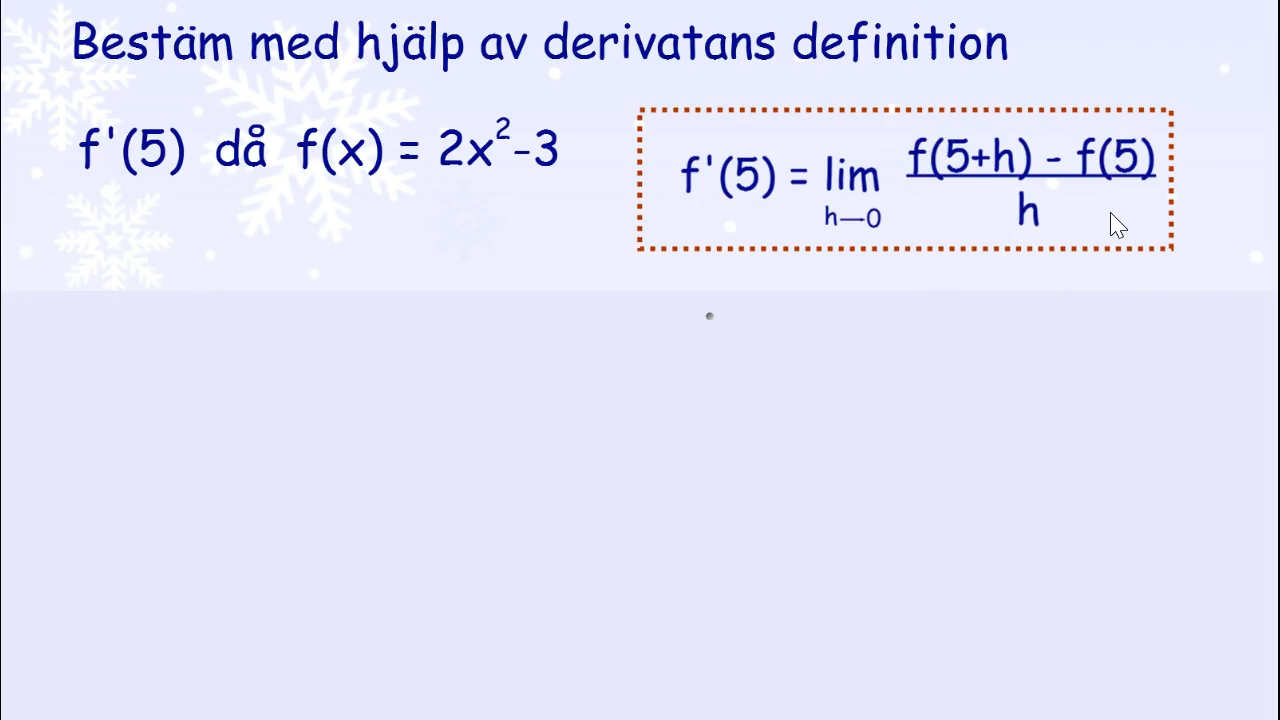 Bestäm med hjälp av derivatans definition
f'(5) då f(x) = 2x²-3
f'(5) = lim f(5+h) - f(5)
h→0 h